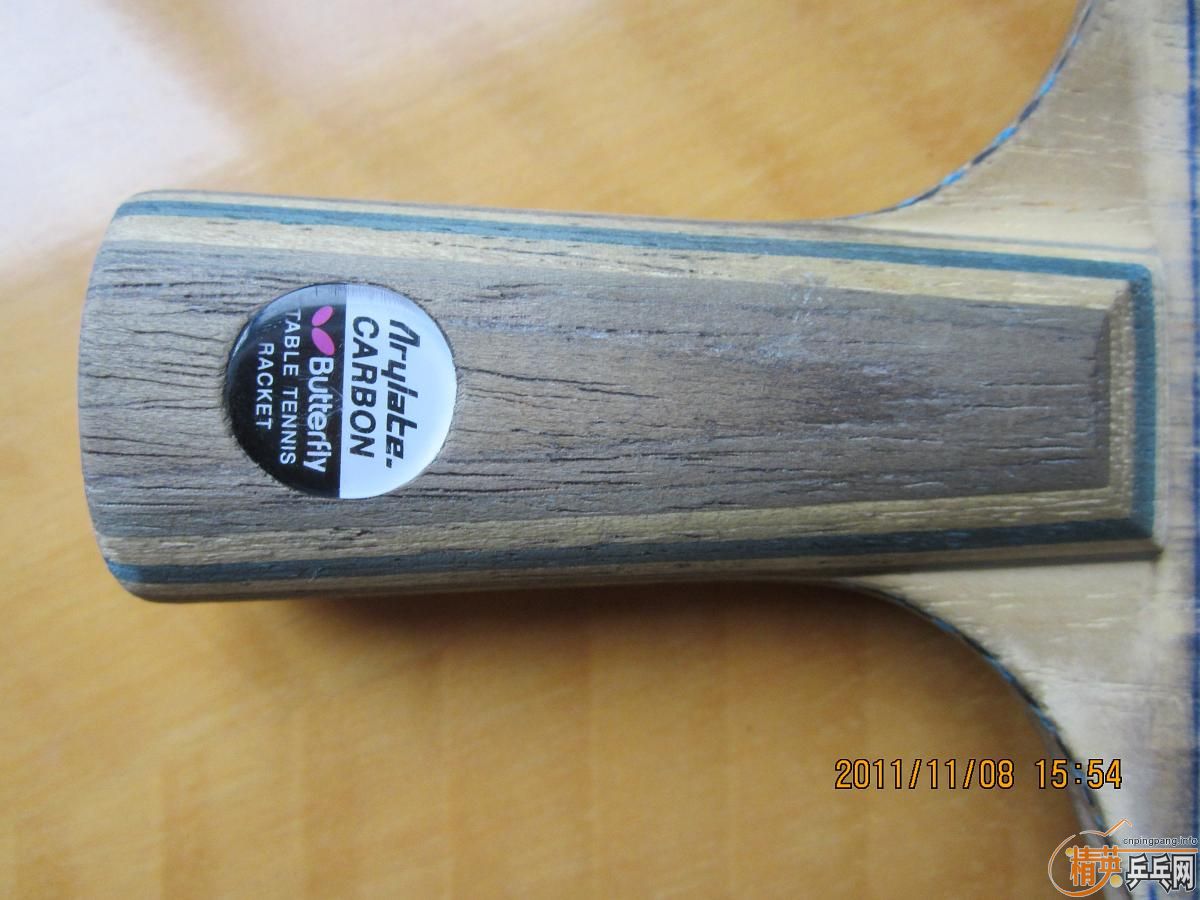 Arylate.
CARBON
Butterfly
TABLE TENNIS
RACKET
2011/11/08 15:54
cnpingpang.info
精英乒乓网